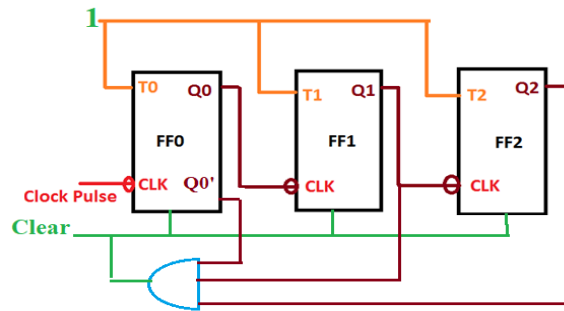 1
T0 Q0 T1 Q1 T2 Q2
FF0 FF1 FF2
CLK Q0' CLK CLK
Clock Pulse
Clear